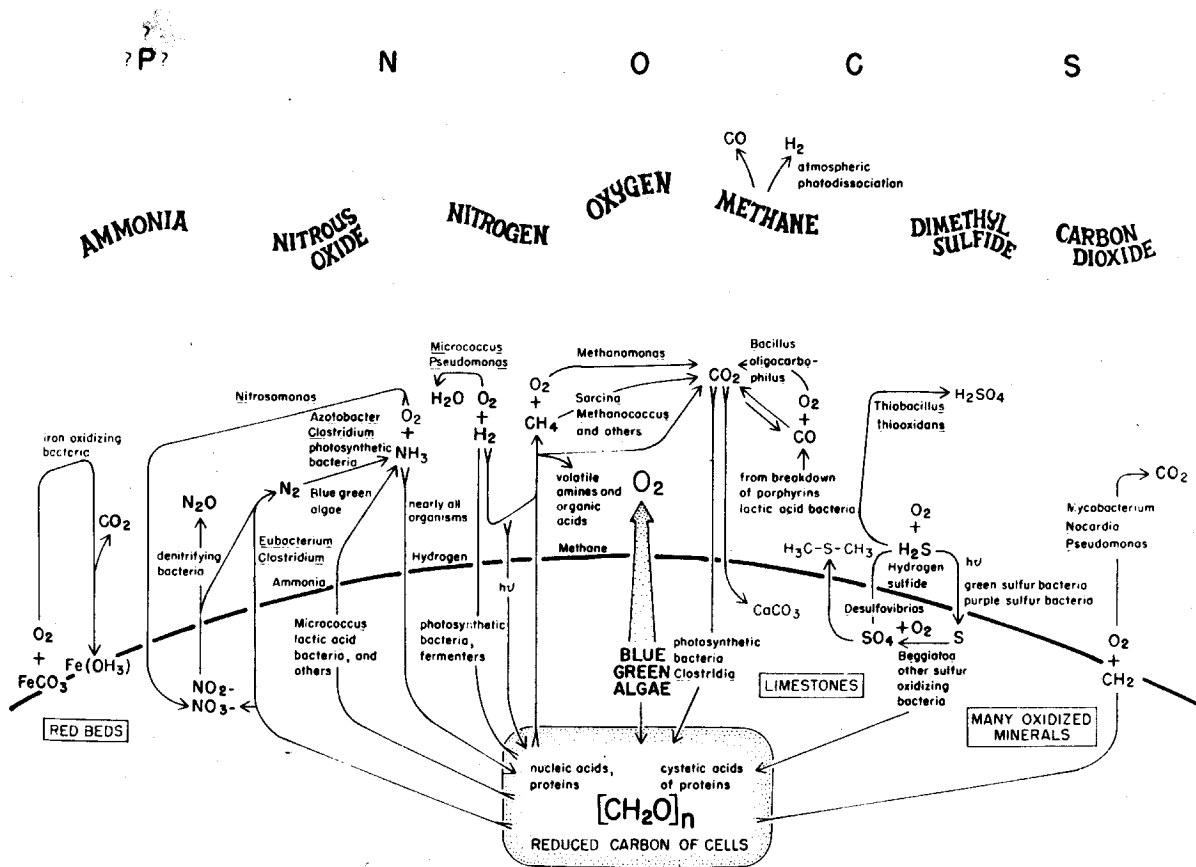 ?
?P?
N
O
C
S
CO
H2
atmospheric
photodissociation
AMMONIA
NITROUS
OXIDE
NITROGEN
OXYGEN
METHANE
DIMETHYL
SULFIDE
CARBON
DIOXIDE
iron oxidizing
bacteria
CO2
O2
+
FeCO3
Fe(OH3)
RED BEDS
Nitrosomonas
N2O
denitrifying
bacteria
NO2-
NO3-
N2
Azotobacter
Clostridium
photosynthetic
bacteria
Blue green
algae
Eubacterium
Clostridium
Ammonia
O2
+
NH3
nearly all
organisms
Micrococcus
lactic acid
bacteria, and
others
Micrococcus
Pseudomonas
H2O
O2
+
H2
Hydrogen
photosynthetic
bacteria,
fermenters
hν
O2
+
CH4
Methanomonas
Sarcina
Methanococcus
and others
volatile
amines and
organic
acids
Methane
O2
BLUE
GREEN
ALGAE
CO2
Bacillus
oligocarbo-
philus
O2
+
CO
from breakdown
of porphyrins
lactic acid bacteria
CaCO3
photosynthetic
bacteria
Clostridia
LIMESTONES
H2SO4
Thiobacillus
thiooxidans
O2
+
H2S
Hydrogen
sulfide
H3C-S-CH3
hν
green sulfur bacteria
purple sulfur bacteria
Desulfovibrios
SO4
+O2
S
Beggiatoa
other sulfur
oxidizing
bacteria
CO2
Mycobacterium
Nocardia
Pseudomonas
O2
+
CH2
MANY OXIDIZED
MINERALS
nucleic acids,
proteins
cystetic acids
of proteins
[CH2O]n
REDUCED CARBON OF CELLS